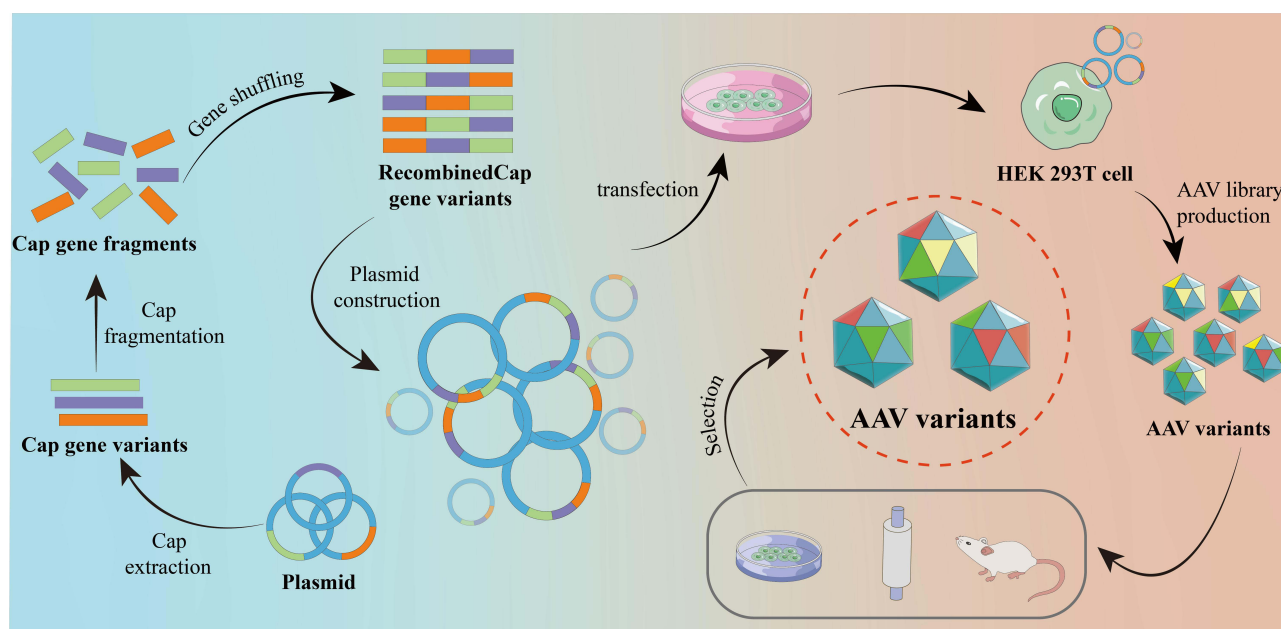 Plasmid
Cap
extraction
Cap gene variants
Cap
fragmentation
Cap gene fragments
Gene shuffling
RecombinedCap
gene variants
Plasmid
construction
transfection
HEK 293T cell
AAV library
production
AAV variants
Selection
AAV variants